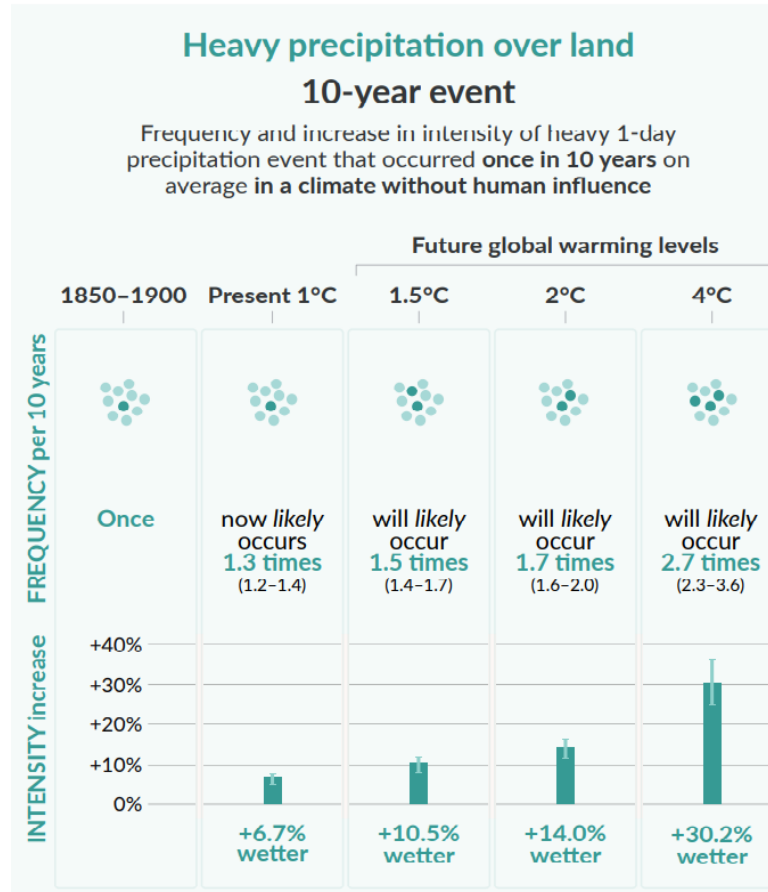 Heavy precipitation over land
10-year event
Frequency and increase in intensity of heavy 1-day
precipitation event that occurred once in 10 years on
average in a climate without human influence
Future global warming levels
1850–1900 Present 1°C 1.5°C 2°C 4°C
FREQUENCY per 10 years
Once
now likely
occurs
1.3 times
(1.2–1.4)
will likely
occur
1.5 times
(1.4–1.7)
will likely
occur
1.7 times
(1.6–2.0)
will likely
occur
2.7 times
(2.3–3.6)
INTENSITY increase
+40%
+30%
+20%
+10%
0%
+6.7%
wetter
+10.5%
wetter
+14.0%
wetter
+30.2%
wetter